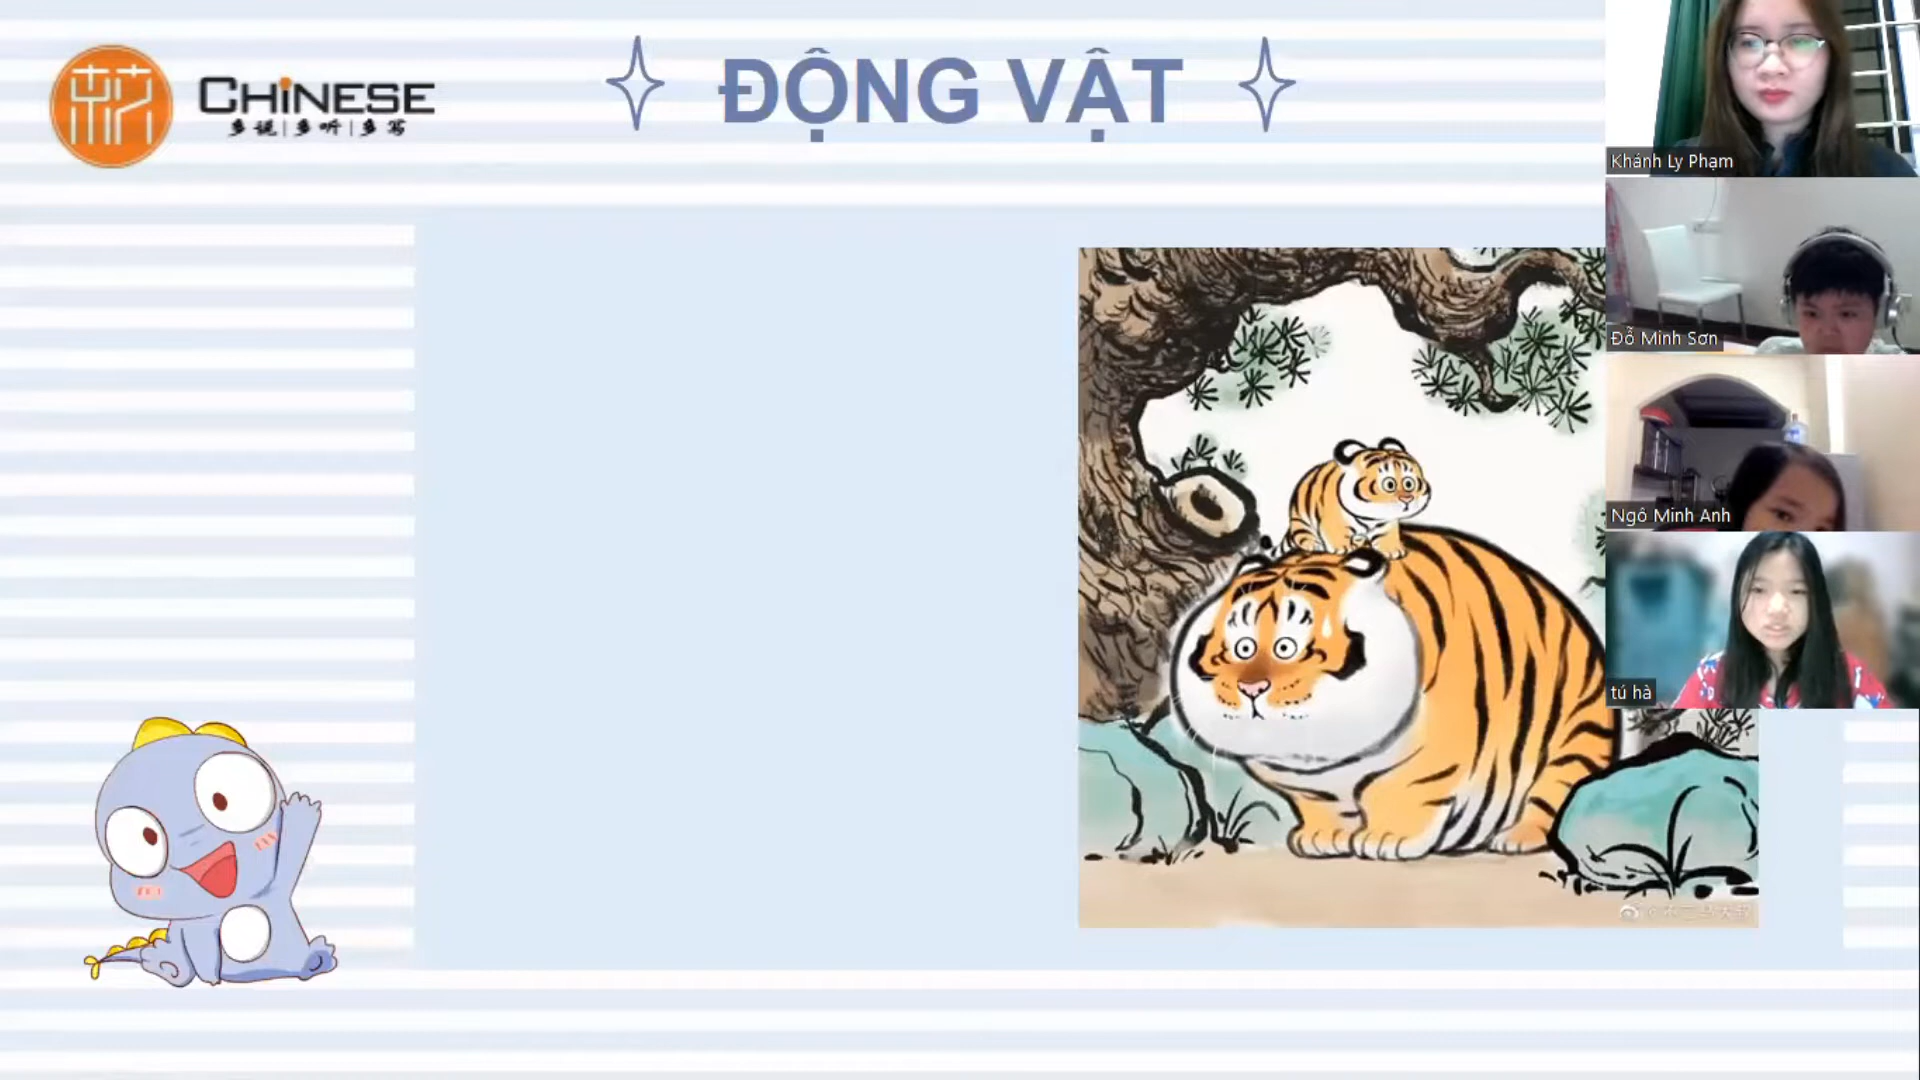 ĐỘNG VẬT
CHINESE
多说|多听|多写
Khánh Ly Phạm
Đỗ Minh Sơn
Ngô Minh Anh
tú hà